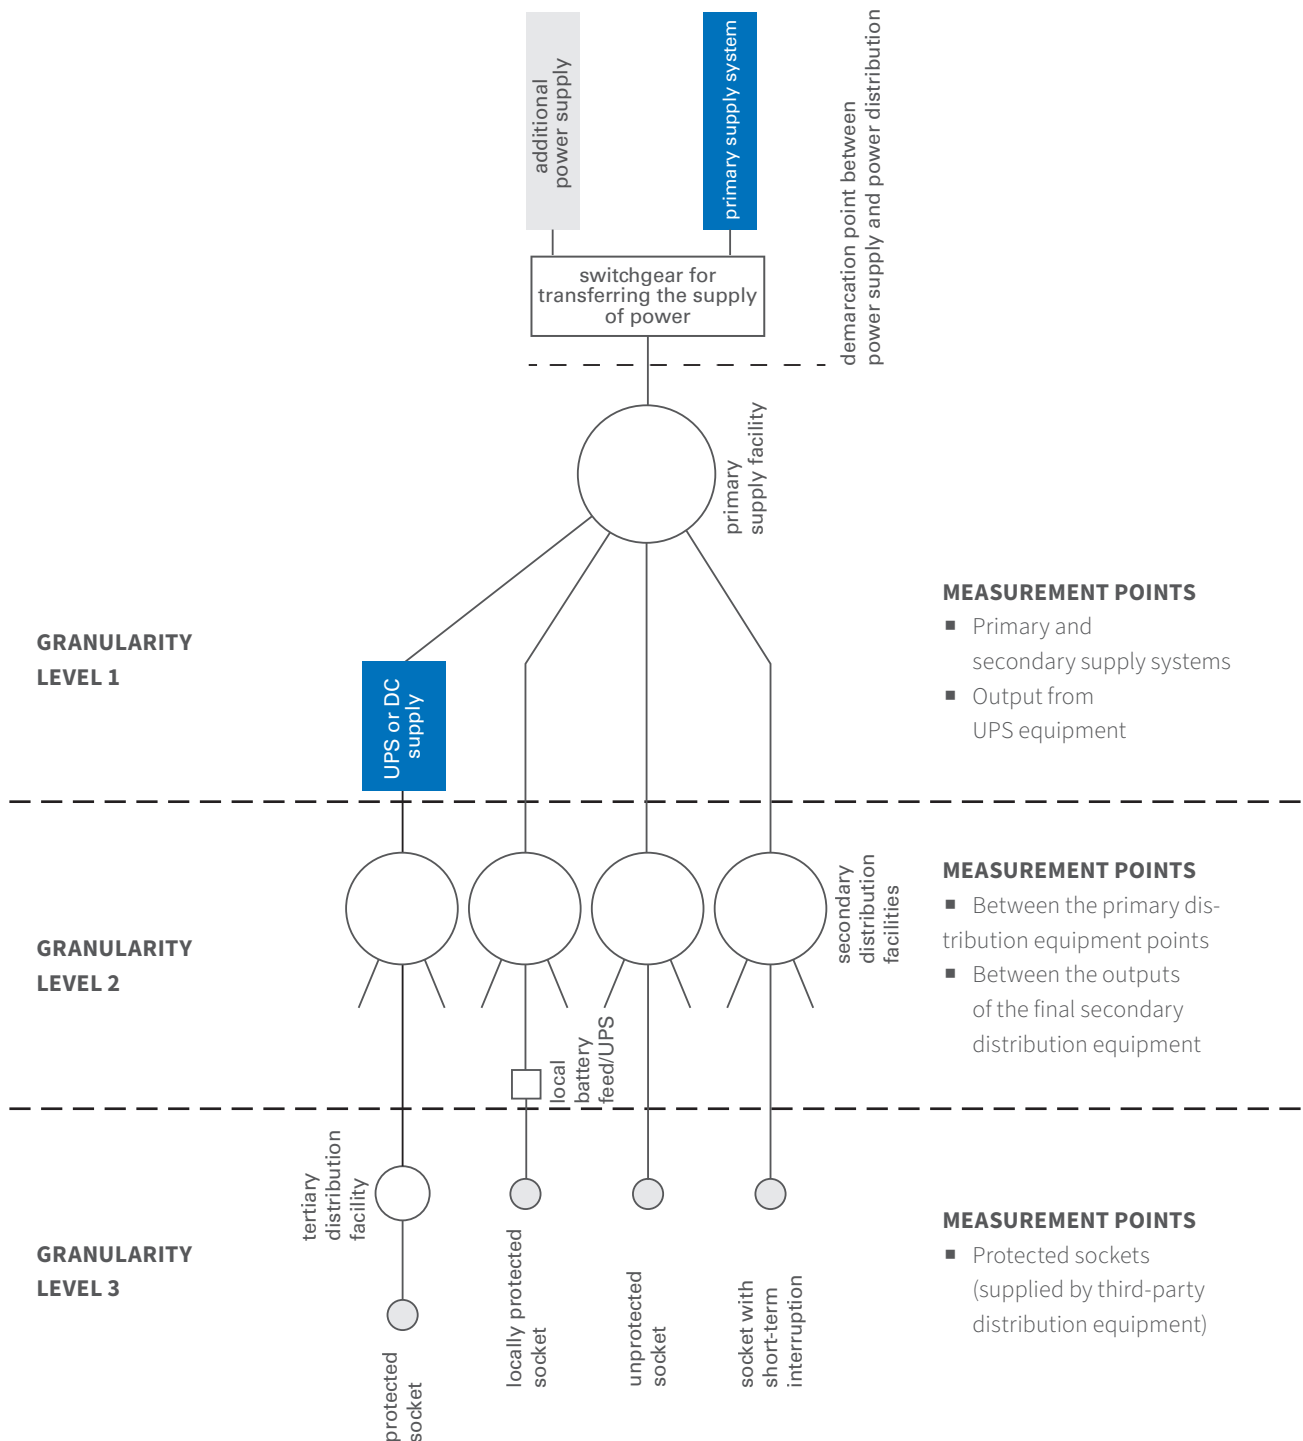 additional
power supply
primary supply system
demarcation point between
power supply and power distribution
switchgear for
transferring the supply
of power
primary
supply facility
GRANULARITY
LEVEL 1
UPS or DC
supply
MEASUREMENT POINTS
■ Primary and
secondary supply systems
■ Output from
UPS equipment
GRANULARITY
LEVEL 2
secondary
distribution
facilities
local
battery
feed/UPS
MEASUREMENT POINTS
■ Between the primary dis-
tribution equipment points
■ Between the outputs
of the final secondary
distribution equipment
GRANULARITY
LEVEL 3
tertiary
distribution
facility
protected
socket
locally protected
socket
unprotected
socket
socket with
short-term
interruption
MEASUREMENT POINTS
■ Protected sockets
(supplied by third-party
distribution equipment)